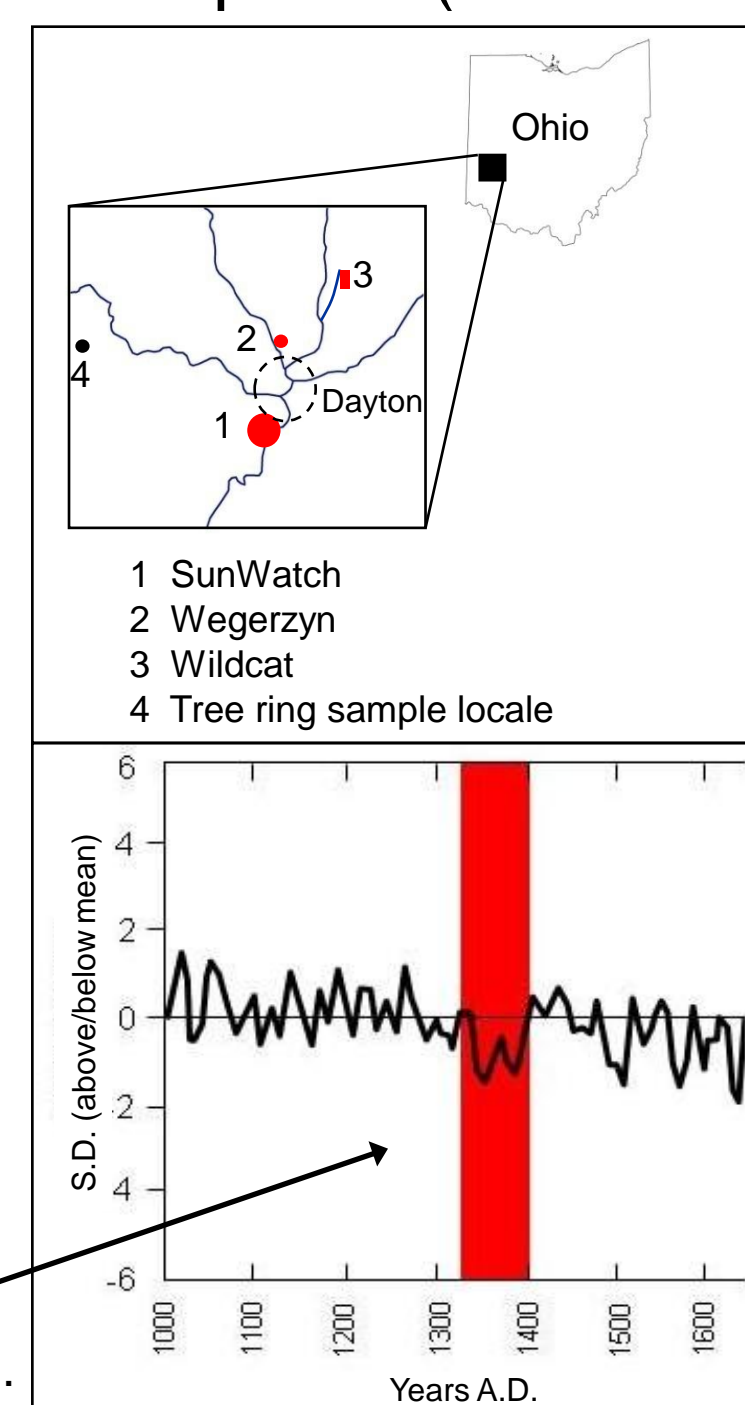 Ohio
3
2
4
Dayton
1
1 SunWatch
2 Wegerzyn
3 Wildcat
4 Tree ring sample locale
6
4
2
0
-2
4
-6
S.D. (above/below mean)
1000
1100
1200
1300
1400
1500
1600
Years A.D.